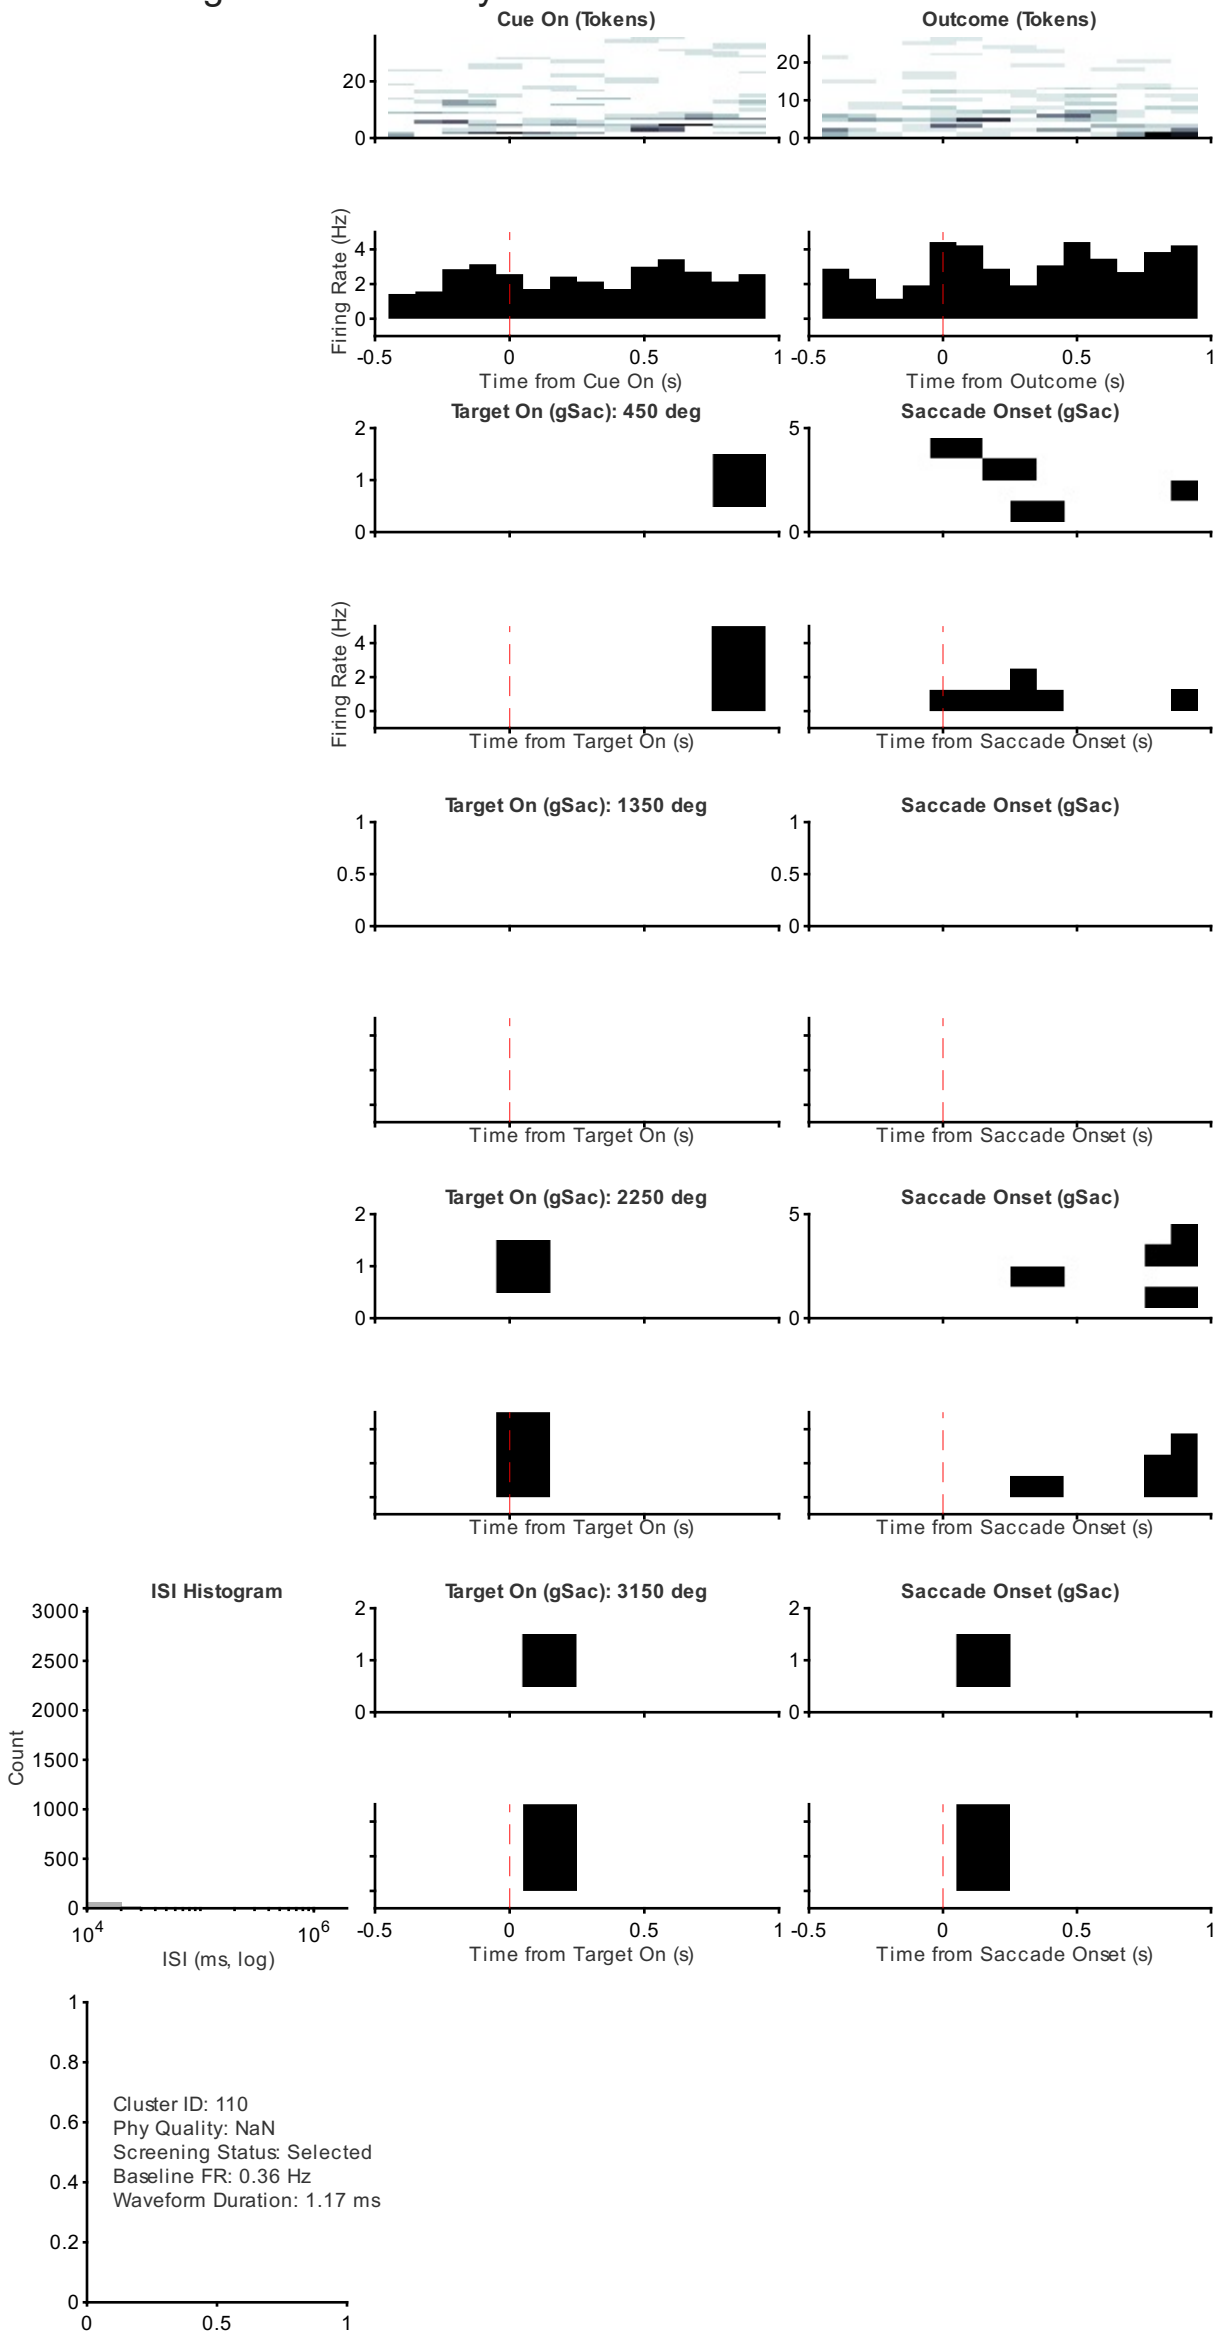 Cue On (Tokens)
Outcome (Tokens)
20
0
20
10
0
Firing Rate (Hz)
4
2
0
-0.5 0 0.5 1
-0.5 0 0.5 1
Time from Cue On (s)
Time from Outcome (s)
Target On (gSac): 450 deg
Saccade Onset (gSac)
2
1
0
5
0
Firing Rate (Hz)
4
2
0
Time from Target On (s)
Time from Saccade Onset (s)
Target On (gSac): 1350 deg
Saccade Onset (gSac)
1
0.5
0
1
0.5
0
Time from Target On (s)
Time from Saccade Onset (s)
Target On (gSac): 2250 deg
Saccade Onset (gSac)
2
1
0
5
0
Time from Target On (s)
Time from Saccade Onset (s)
ISI Histogram
Target On (gSac): 3150 deg
Saccade Onset (gSac)
3000
2500
2000
1500
1000
500
0
Count
10^4 10^6
ISI (ms, log)
2
1
0
2
1
0
-0.5 0 0.5 1
-0.5 0 0.5 1
Time from Target On (s)
Time from Saccade Onset (s)
1
0.8
0.6
0.4
0.2
0
Cluster ID: 110
Phy Quality: NaN
Screening Status: Selected
Baseline FR: 0.36 Hz
Waveform Duration: 1.17 ms
0 0.5 1